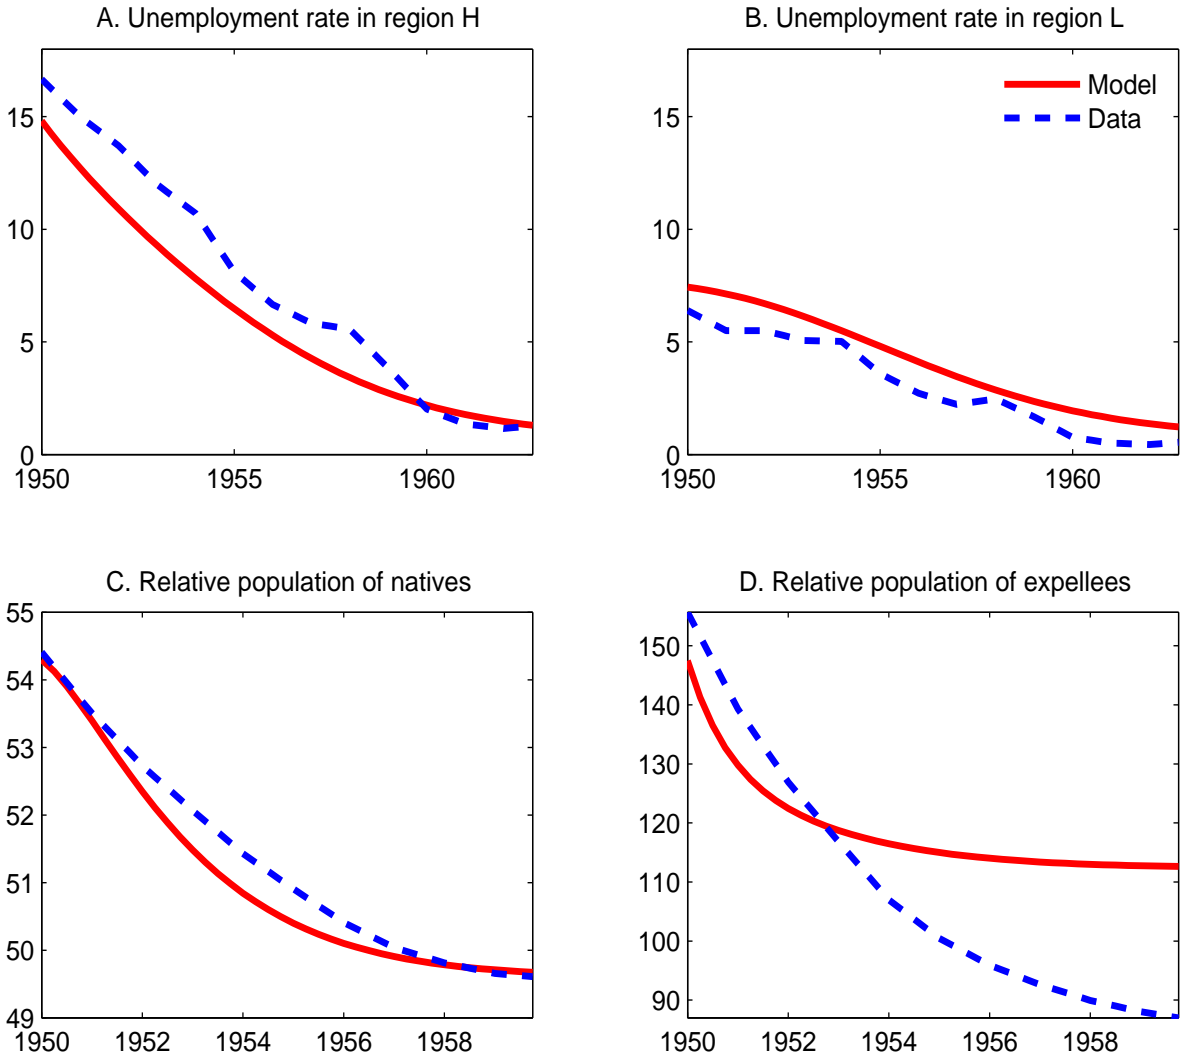 A. Unemployment rate in region H
15
10
5
0
1950 1955 1960
B. Unemployment rate in region L
Model
Data
15
10
5
0
1950 1955 1960
C. Relative population of natives
55
54
53
52
51
50
49
1950 1952 1954 1956 1958
D. Relative population of expellees
150
140
130
120
110
100
90
1950 1952 1954 1956 1958